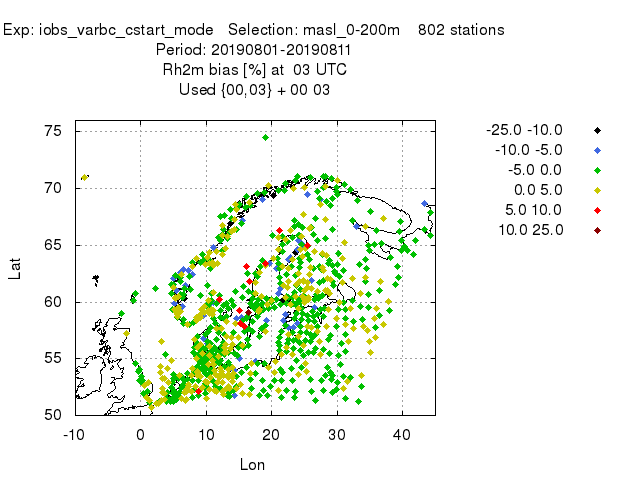 Exp: iobs_varbc_cstart_mode Selection: masl_0-200m 802 stations
Period: 20190801-20190811
Rh2m bias [%] at 03 UTC
Used {00,03} + 00 03
-25.0 -10.0
-10.0 -5.0
-5.0 0.0
0.0 5.0
5.0 10.0
10.0 25.0
75
70
65
60
55
50
Lat
-10 0 10 20 30 40
Lon